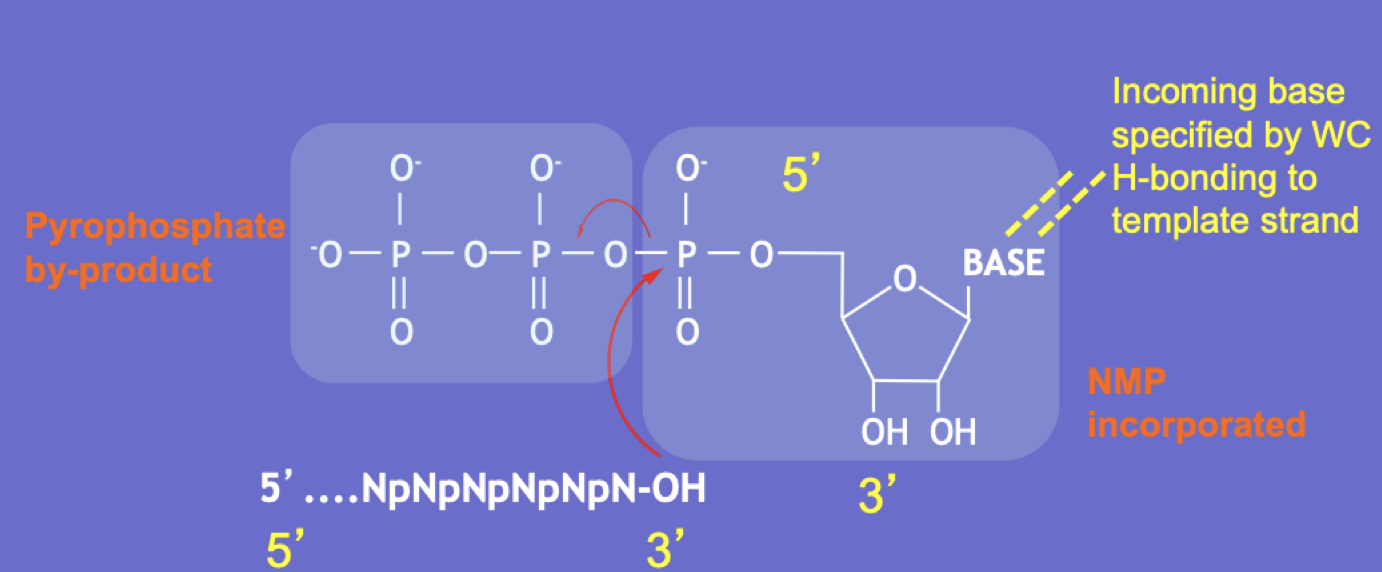 Incoming base
specified by WC
H-bonding to
template strand
O- O- O- 5’
Pyrophosphate
by-product
-O P O P O P O O BASE
O O O
NMP
incorporated
OH OH
5’ ....NpNpNpNpNpN-OH
3’
5’ 3’